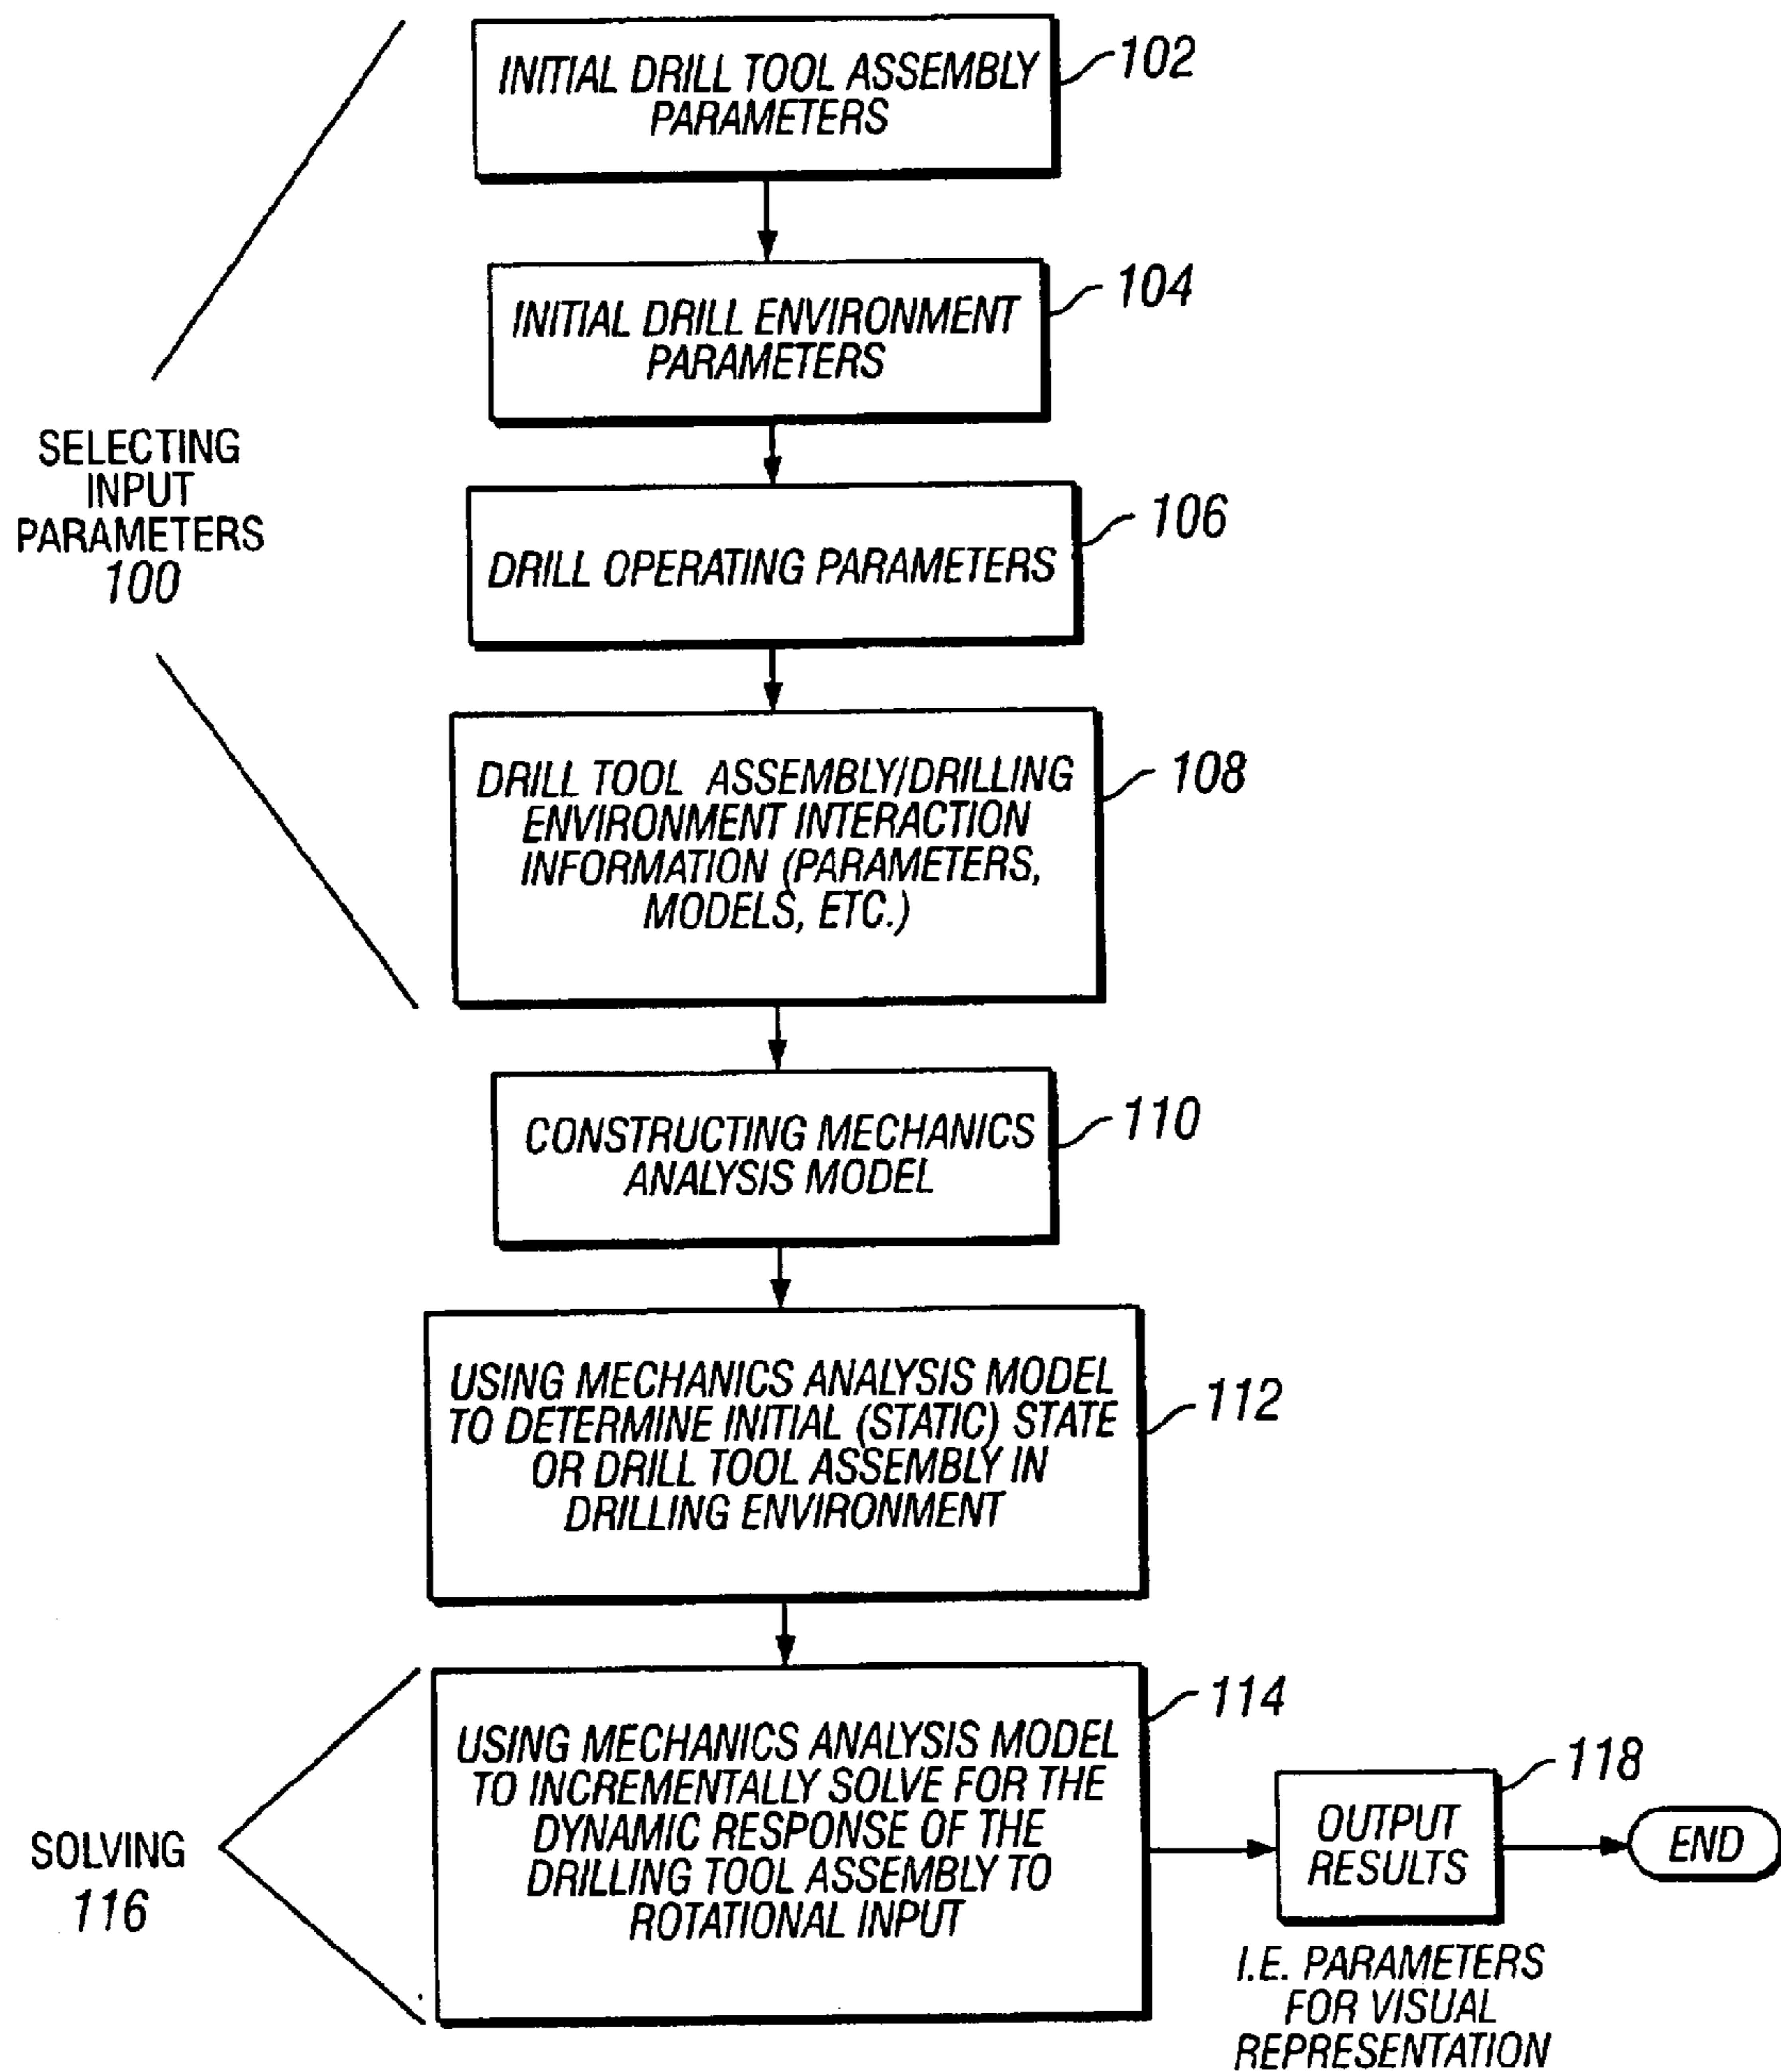 INITIAL DRILL TOOL ASSEMBLY
PARAMETERS
102
INITIAL DRILL ENVIRONMENT
PARAMETERS
104
SELECTING
INPUT
PARAMETERS
100
DRILL OPERATING PARAMETERS
106
DRILL TOOL ASSEMBLY/DRILLING
ENVIRONMENT INTERACTION
INFORMATION (PARAMETERS,
MODELS, ETC.)
108
CONSTRUCTING MECHANICS
ANALYSIS MODEL
110
USING MECHANICS ANALYSIS MODEL
TO DETERMINE INITIAL (STATIC) STATE
OR DRILL TOOL ASSEMBLY IN
DRILLING ENVIRONMENT
112
SOLVING
116
USING MECHANICS ANALYSIS MODEL
TO INCREMENTALLY SOLVE FOR THE
DYNAMIC RESPONSE OF THE
DRILLING TOOL ASSEMBLY TO
ROTATIONAL INPUT
114
OUTPUT
RESULTS
118
I.E. PARAMETERS
FOR VISUAL
REPRESENTATION
END